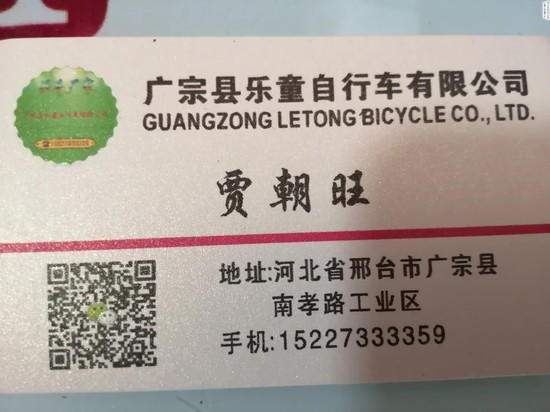 广宗县乐童自行车有限公司
GUANGZONG LETONG BICYCLE CO., LTD.
贾朝旺
地址:河北省邢台市广宗县
南孝路工业区
手机:15227333359